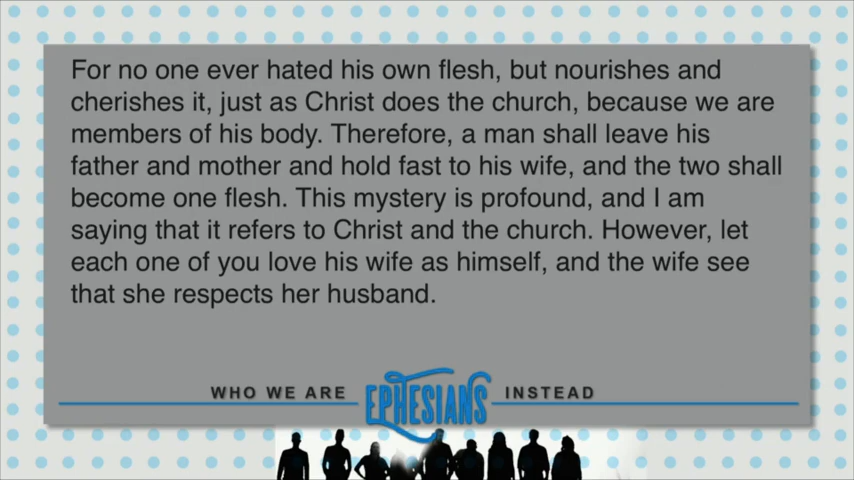 For no one ever hated his own flesh, but nourishes and
cherishes it, just as Christ does the church, because we are
members of his body. Therefore, a man shall leave his
father and mother and hold fast to his wife, and the two shall
become one flesh. This mystery is profound, and I am
saying that it refers to Christ and the church. However, let
each one of you love his wife as himself, and the wife see
that she respects her husband.
WHO WE ARE EPHESIANS INSTEAD